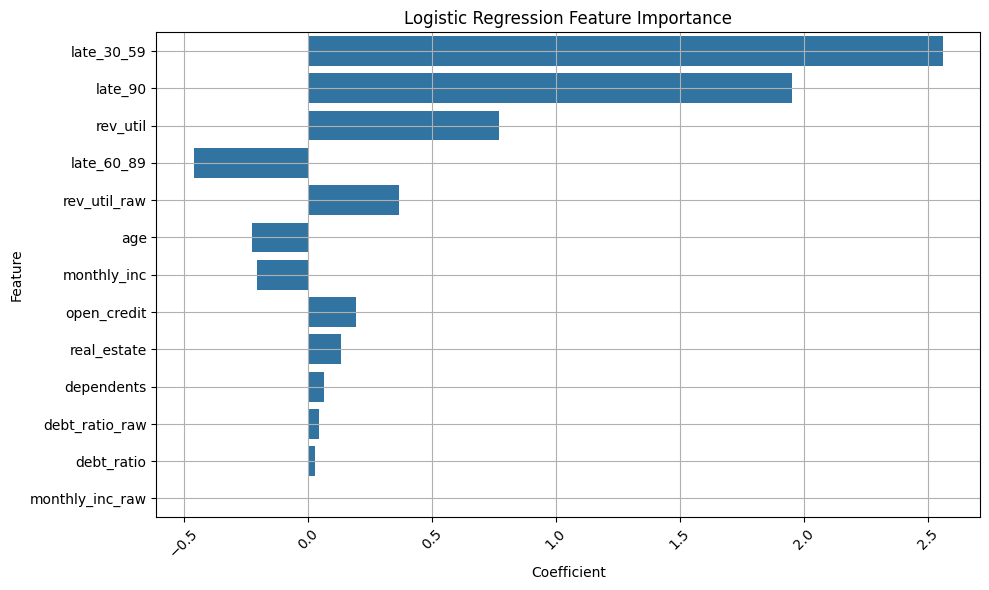 Logistic Regression Feature Importance
late_30_59
late_90
rev_util
late_60_89
rev_util_raw
age
monthly_inc
open_credit
real_estate
dependents
debt_ratio_raw
debt_ratio
monthly_inc_raw
Feature
−0.5 0.0 0.5 1.0 1.5 2.0 2.5
Coefficient